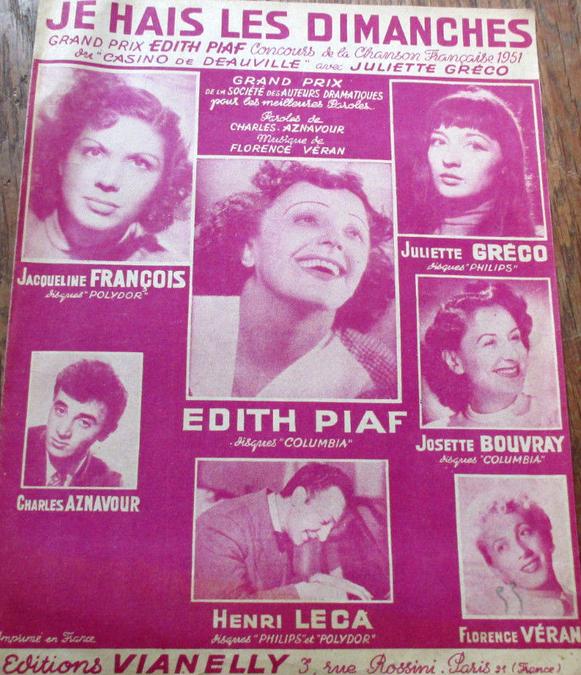 JE HAIS LES DIMANCHES
GRAND PRIX EDITH PIAF Concours de la Chanson Française 1951
du "CASINO DE DEAUVILLE" avec JULIETTE GRÉCO
GRAND PRIX
DE LA SOCIÉTÉ DES AUTEURS DRAMATIQUES
pour les meilleures Paroles
Paroles de
CHARLES AZNAVOUR
Musique de
FLORENCE VÉRAN
JACQUELINE FRANÇOIS
disques "POLYDOR"
JULIETTE GRÉCO
disques "PHILIPS"
EDITH PIAF
disques "COLUMBIA"
JOSETTE BOUVRAY
disques "COLUMBIA"
CHARLES AZNAVOUR
HENRI LECA
disques "PHILIPS" et "POLYDOR"
FLORENCE VÉRAN
Imprimé en France
Editions VIANELLY 3, rue Rossini. Paris (France)